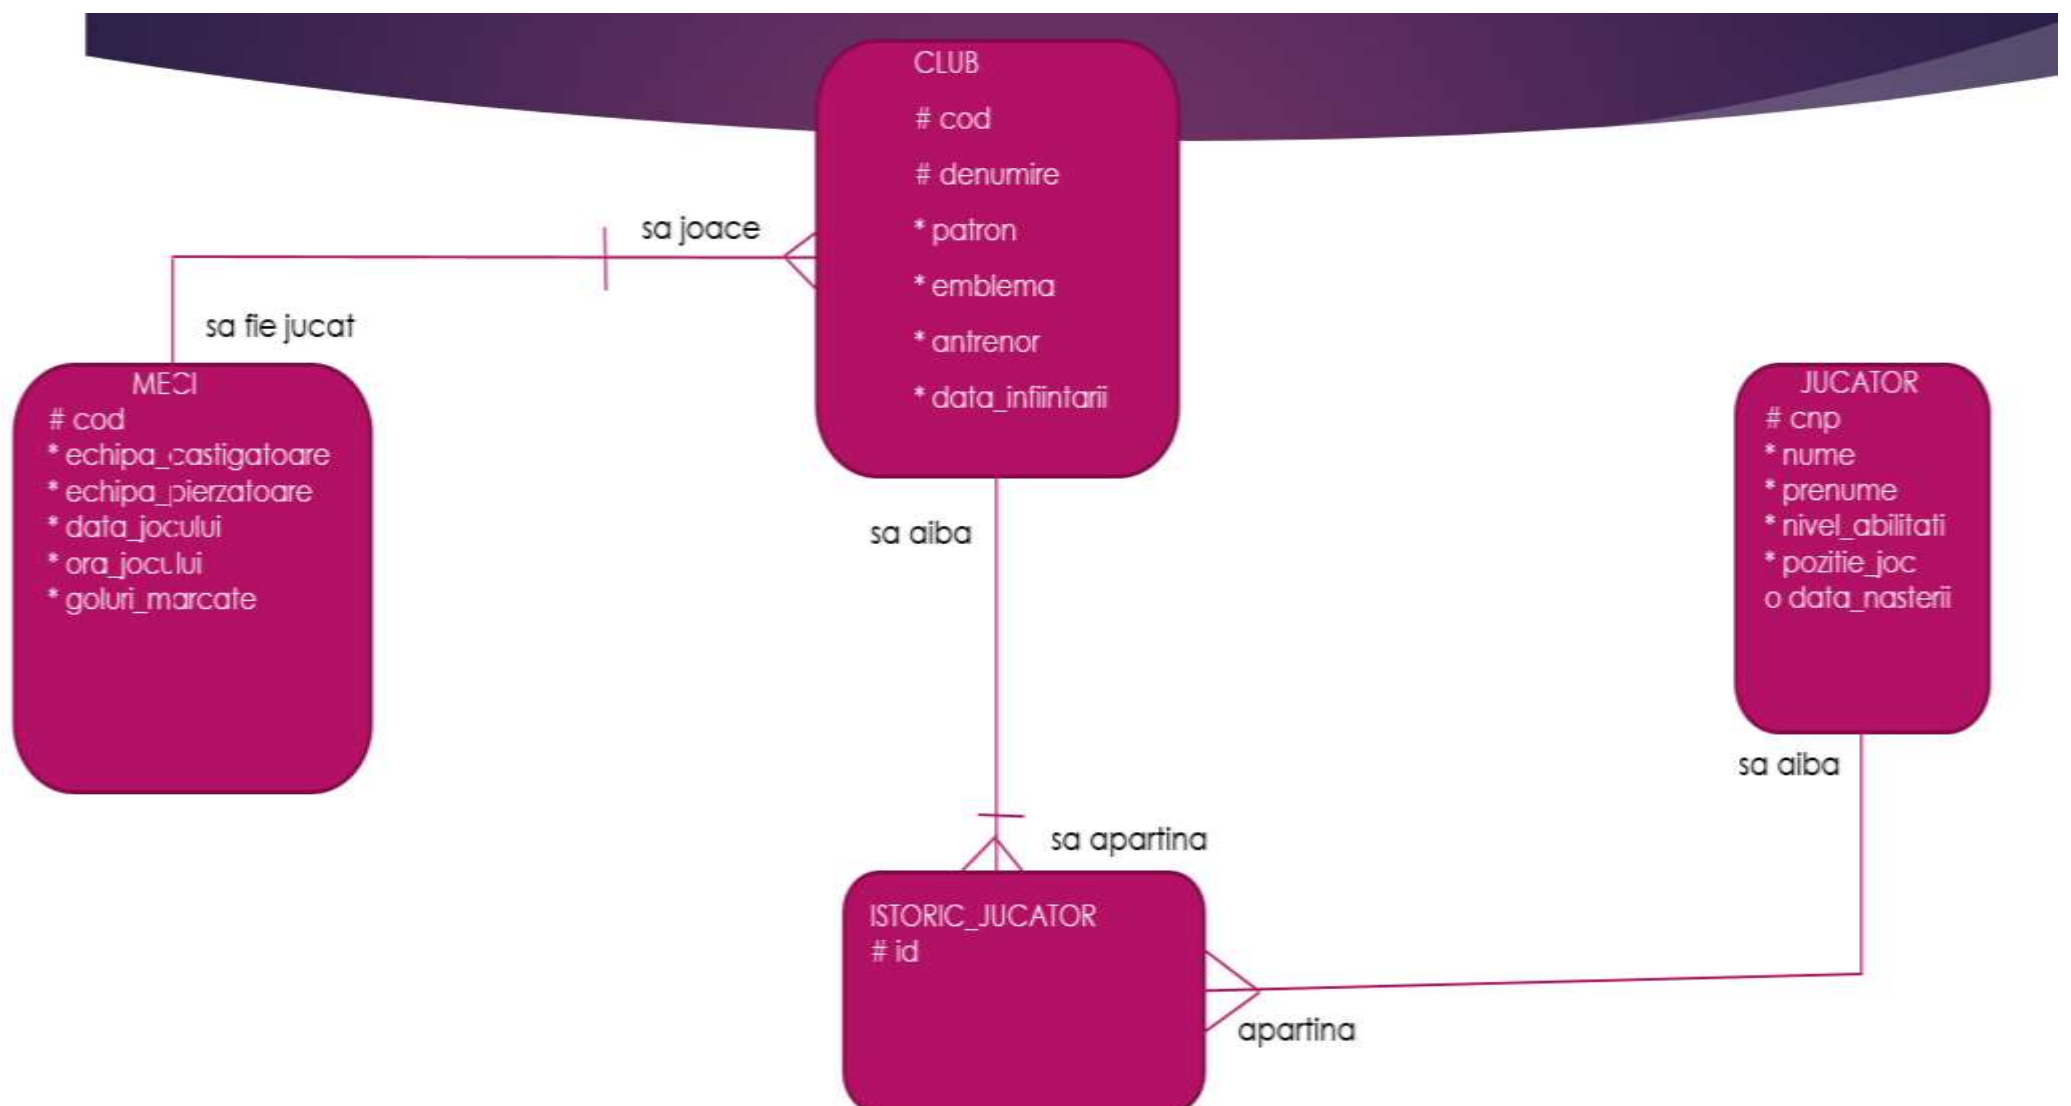 CLUB
# cod
# denumire
* patron
* emblema
* antrenor
* data_infiintarii
sa joace
sa fie jucat
MECI
# cod
* echipa_castigatoare
* echipa_pierzatoare
* data_jocului
* ora_jocului
* goluri_marcate
JUCATOR
# cnp
* nume
* prenume
* nivel_abilitati
* pozitie_joc
o data_nasterii
sa aiba
sa aiba
sa apartina
ISTORIC_JUCATOR
# id
apartina